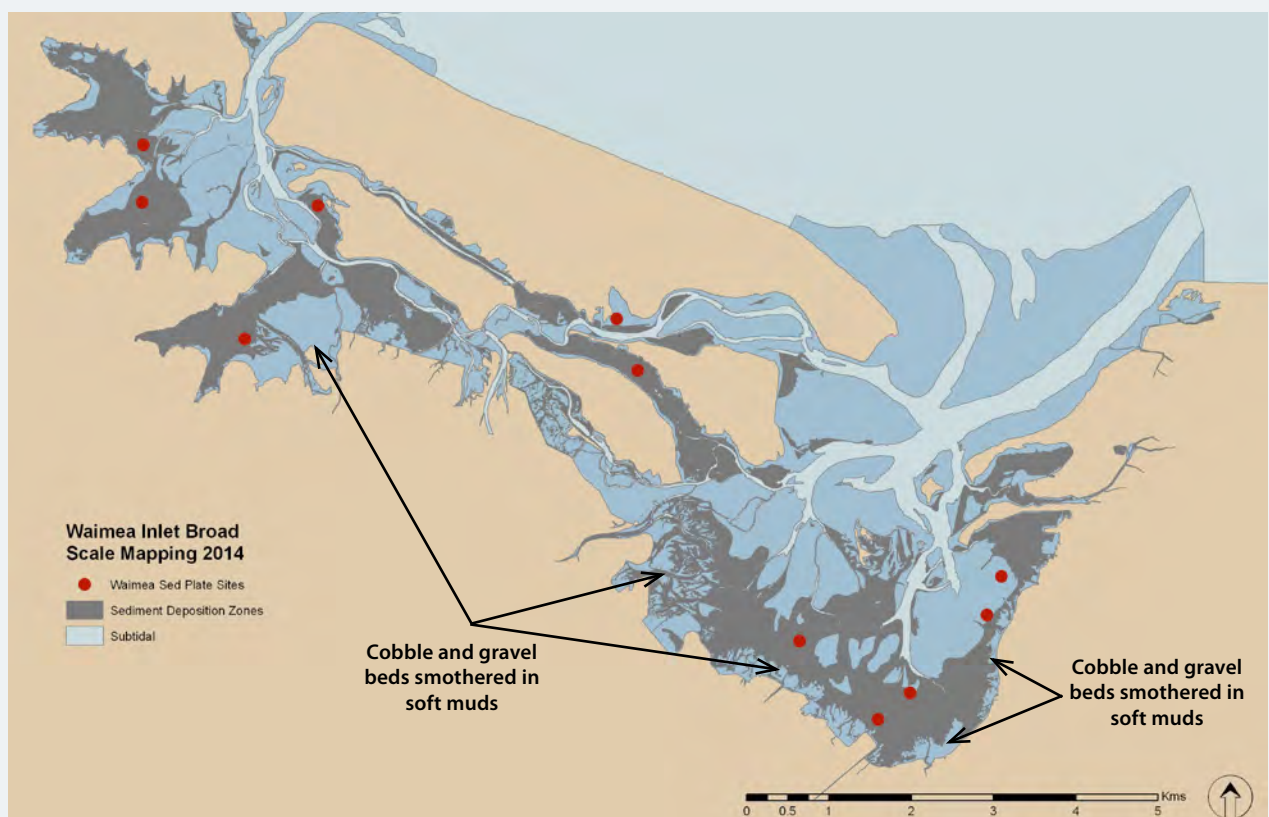 Waimea Inlet Broad
Scale Mapping 2014
Waimea Sed Plate Sites
Sediment Deposition Zones
Subtidal
Cobble and gravel
beds smothered in
soft muds
Cobble and gravel
beds smothered in
soft muds
Kms
0 0.5 1 2 3 4 5